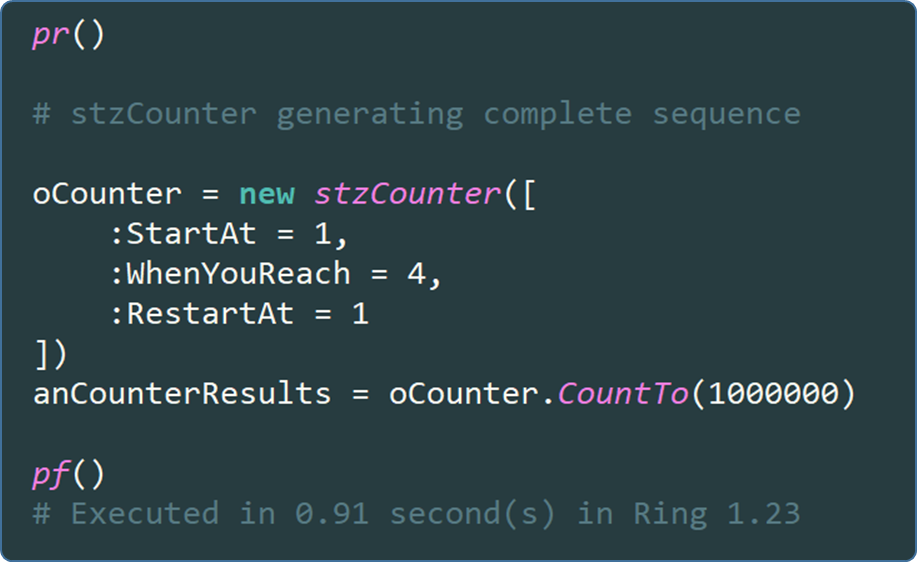 pr()
# stzCounter generating complete sequence
oCounter = new stzCounter([
    :StartAt = 1,
    :WhenYouReach = 4,
    :RestartAt = 1
])
anCounterResults = oCounter.CountTo(1000000)
pf()
# Executed in 0.91 second(s) in Ring 1.23